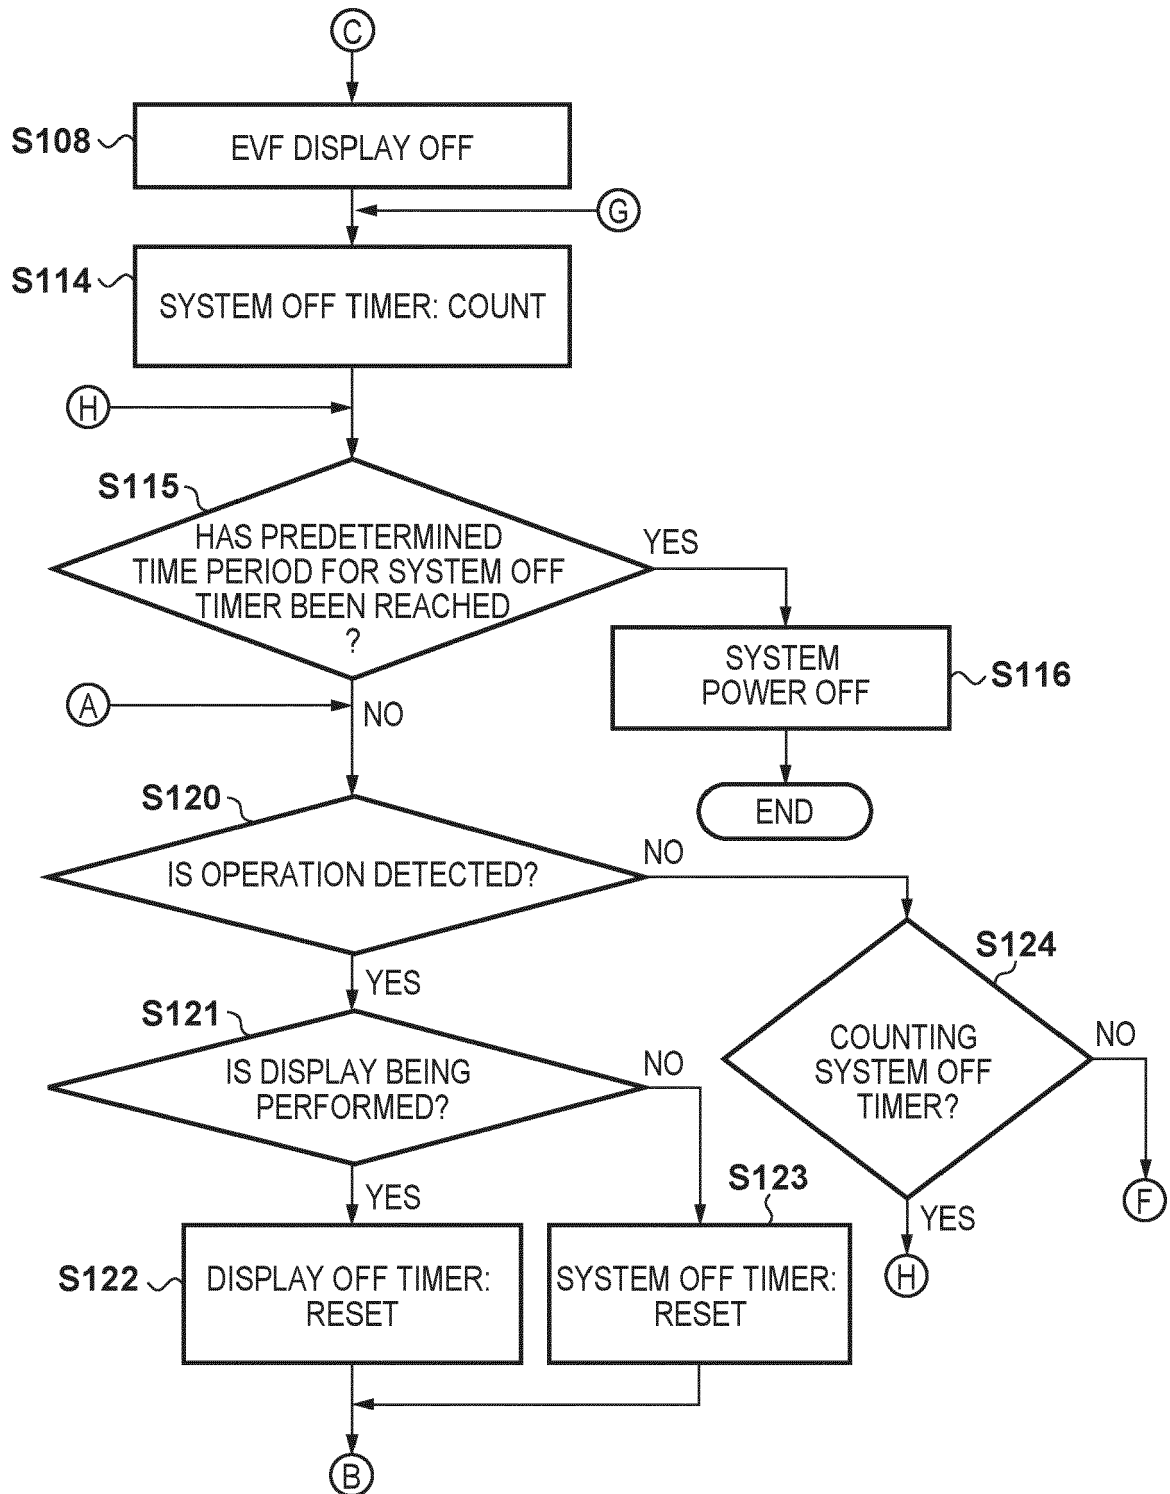 C
S108
EVF DISPLAY OFF
G
S114
SYSTEM OFF TIMER: COUNT
H
S115
HAS PREDETERMINED
TIME PERIOD FOR SYSTEM OFF
TIMER BEEN REACHED
?
YES
SYSTEM
POWER OFF
S116
A
NO
END
S120
IS OPERATION DETECTED?
NO
S124
COUNTING
SYSTEM OFF
TIMER?
NO
F
YES
H
YES
S121
IS DISPLAY BEING
PERFORMED?
NO
YES
S122
DISPLAY OFF TIMER:
RESET
S123
SYSTEM OFF TIMER:
RESET
B